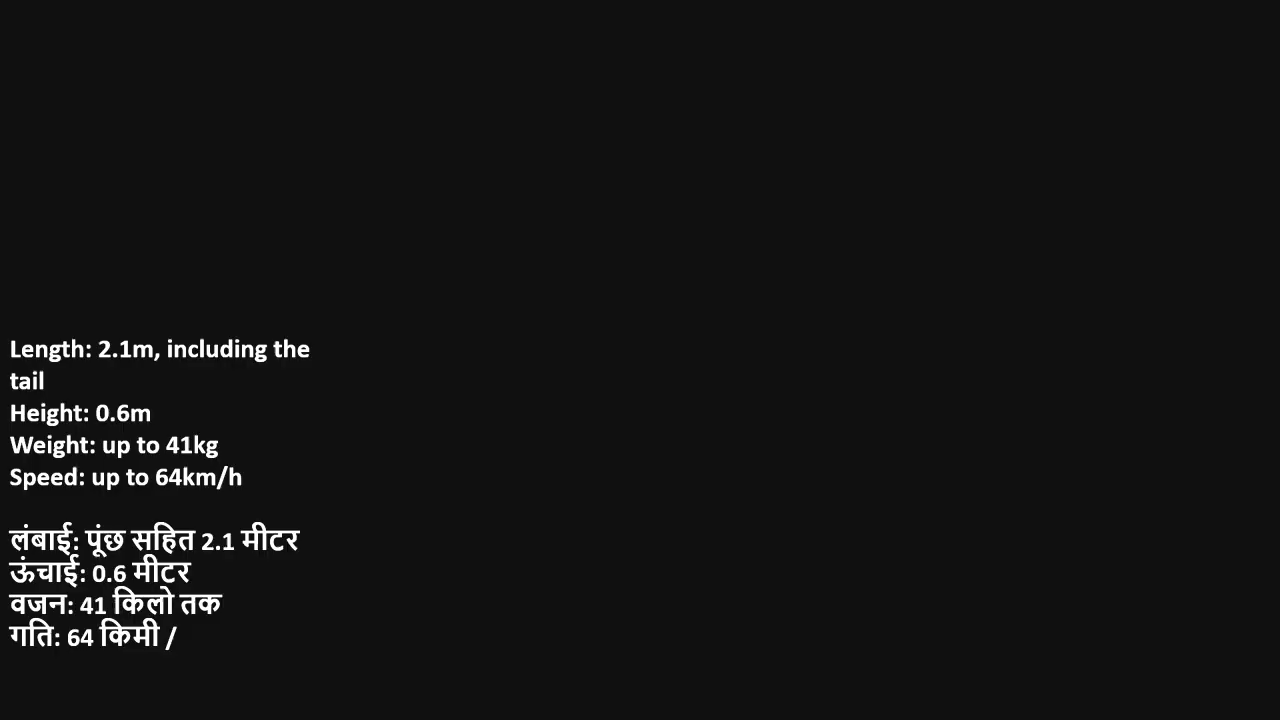 Length: 2.1m, including the
tail
Height: 0.6m
Weight: up to 41kg
Speed: up to 64km/h
लंबाई: पूंछ सहित 2.1 मीटर
ऊंचाई: 0.6 मीटर
वजन: 41 किलो तक
गति: 64 किमी /